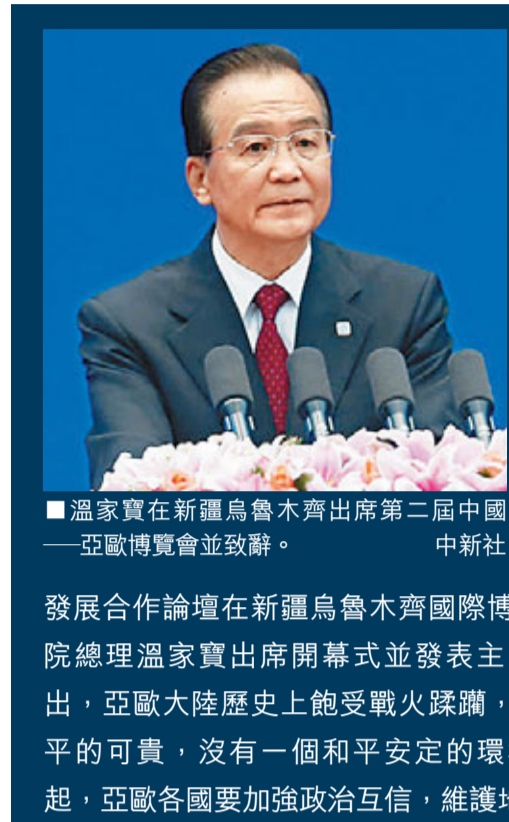 ■溫家寶在新疆烏魯木齊出席第二屆中國
──亞歐博覽會並致辭。 中新社
發展合作論壇在新疆烏魯木齊國際博
院總理溫家寶出席開幕式並發表主
出，亞歐大陸歷史上飽受戰火蹂躪，
平的可貴，沒有一個和平安定的環
起，亞歐各國要加強政治互信，維護